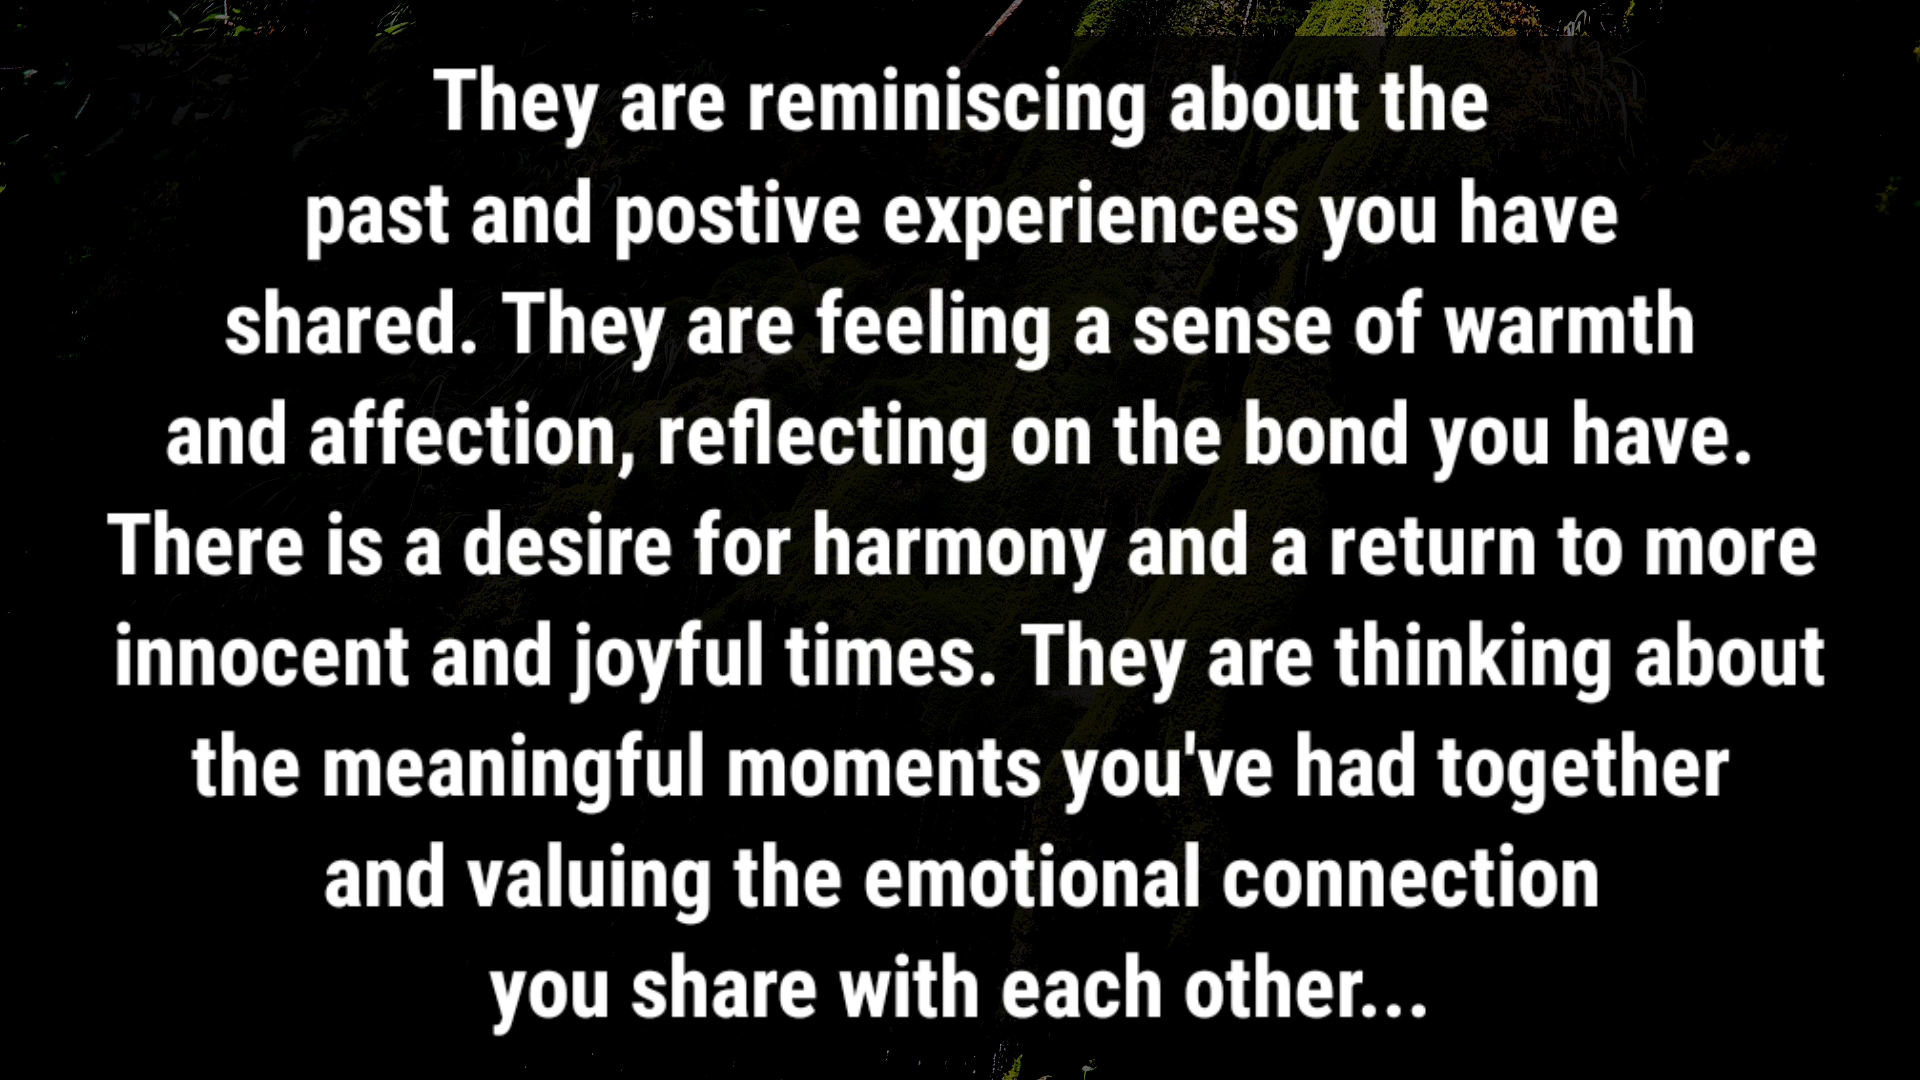 They are reminiscing about the
past and postive experiences you have
shared. They are feeling a sense of warmth
and affection, reflecting on the bond you have.
There is a desire for harmony and a return to more
innocent and joyful times. They are thinking about
the meaningful moments you've had together
and valuing the emotional connection
you share with each other...